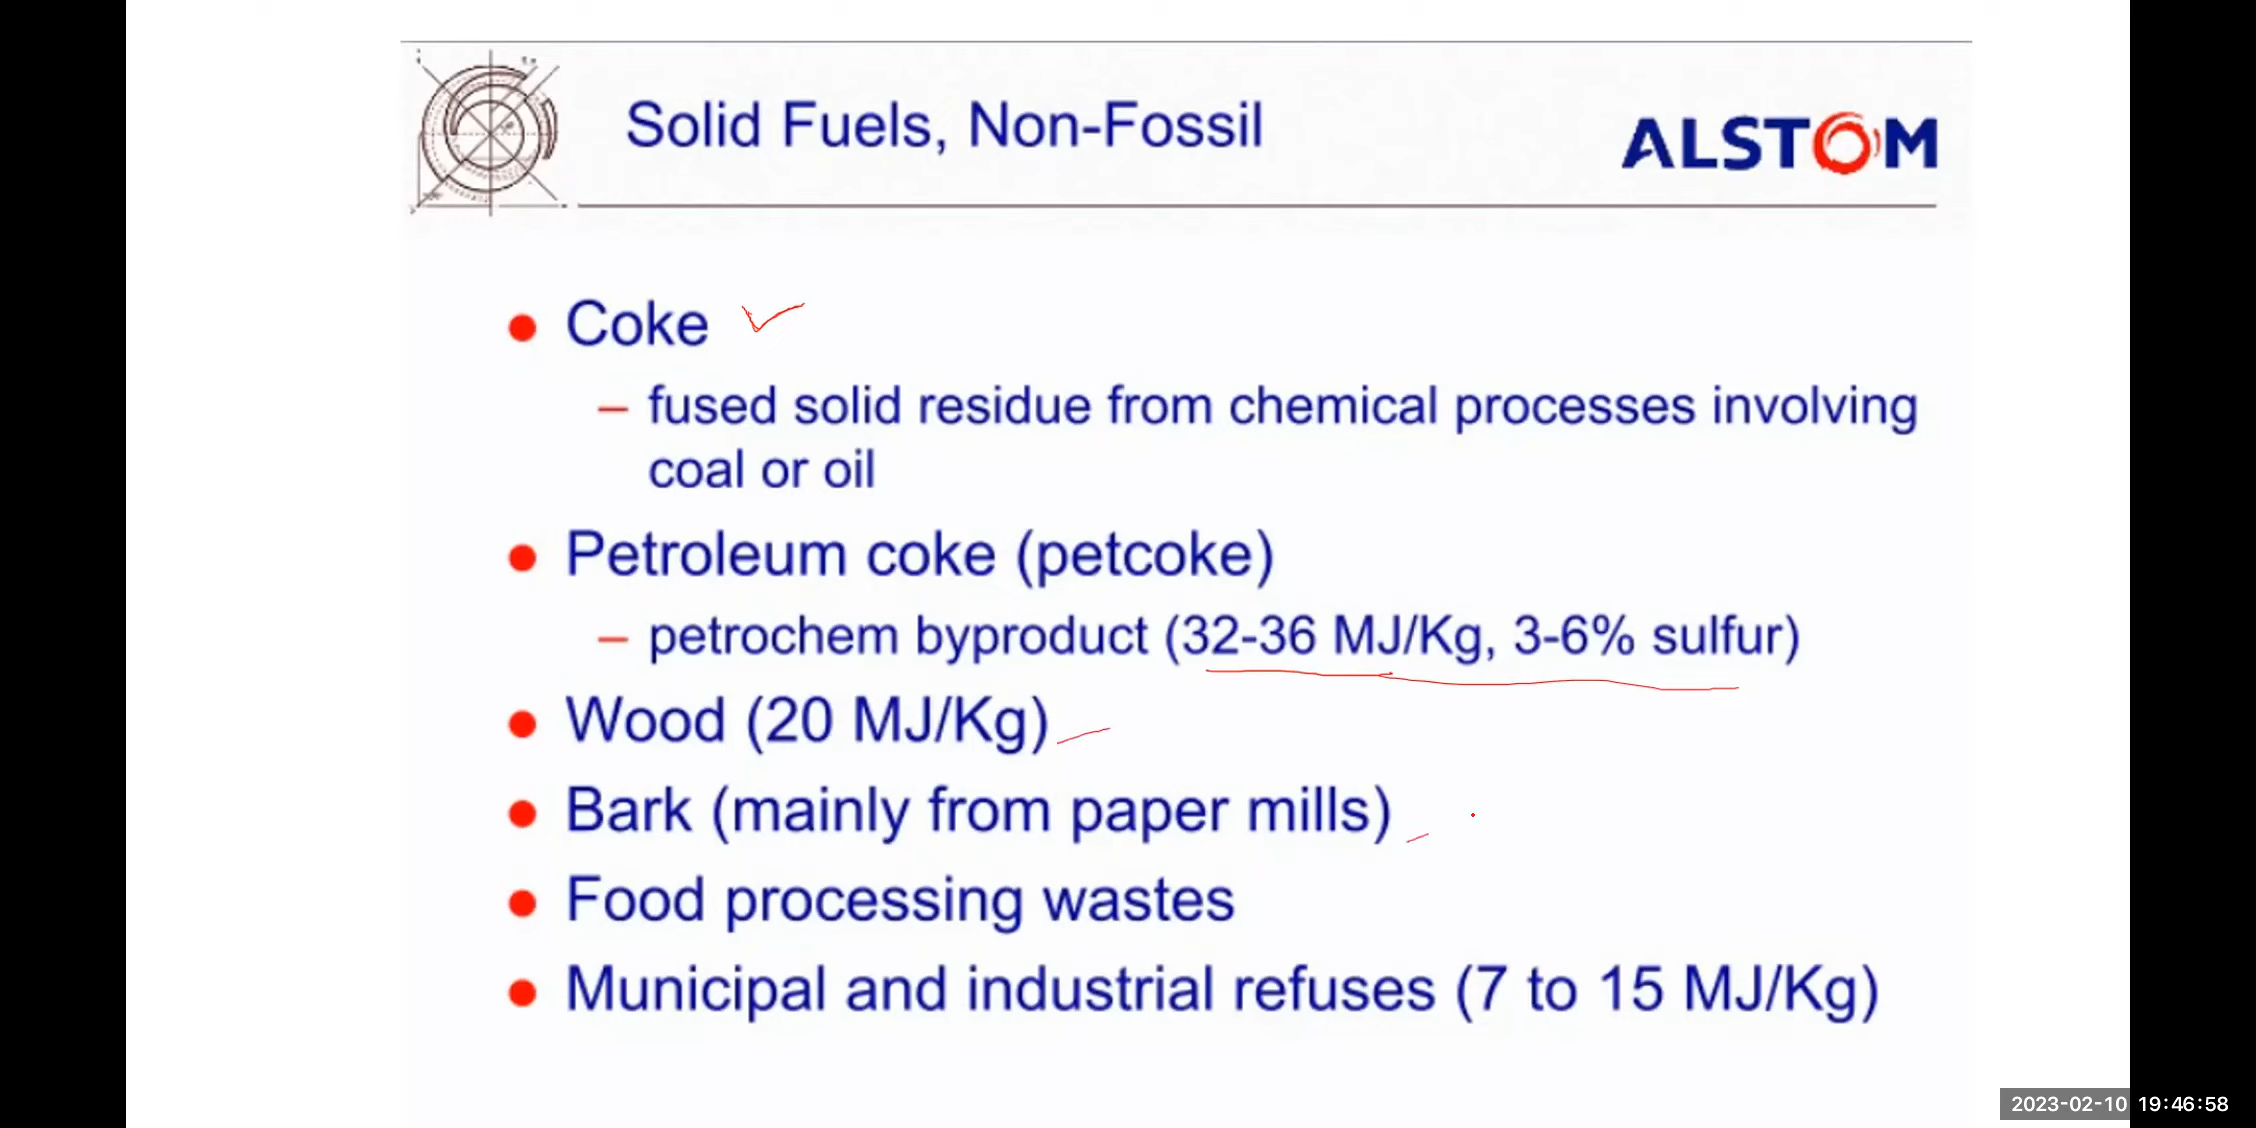 Solid Fuels, Non-Fossil
ALSTOM
Coke
– fused solid residue from chemical processes involving
coal or oil
Petroleum coke (petcoke)
– petrochem byproduct (32-36 MJ/Kg, 3-6% sulfur)
Wood (20 MJ/Kg)
Bark (mainly from paper mills)
Food processing wastes
Municipal and industrial refuses (7 to 15 MJ/Kg)
2023-02-10 19:46:58